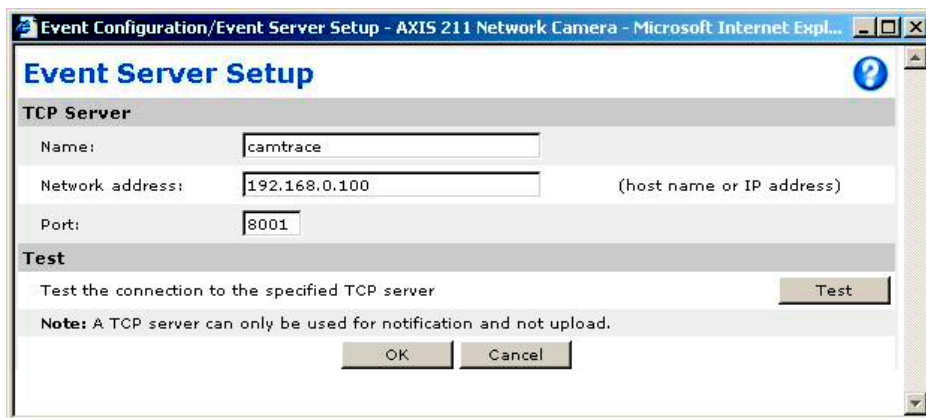 Event Configuration/Event Server Setup - AXIS 211 Network Camera - Microsoft Internet Expl...
Event Server Setup
?
TCP Server
Name: camtrace
Network address: 192.168.0.100 (host name or IP address)
Port: 8001
Test
Test the connection to the specified TCP server Test
Note: A TCP server can only be used for notification and not upload.
OK Cancel